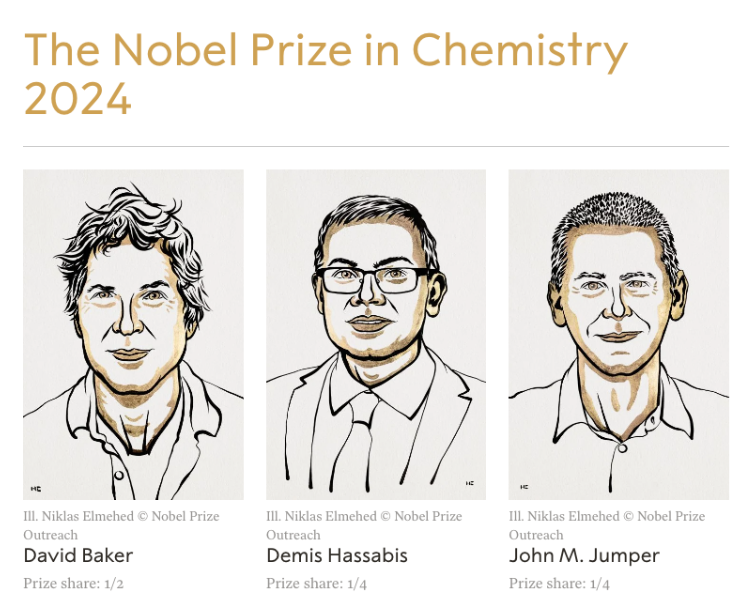 The Nobel Prize in Chemistry
2024
Ill. Niklas Elmehed © Nobel Prize
Outreach
David Baker
Prize share: 1/2
Ill. Niklas Elmehed © Nobel Prize
Outreach
Demis Hassabis
Prize share: 1/4
Ill. Niklas Elmehed © Nobel Prize
Outreach
John M. Jumper
Prize share: 1/4